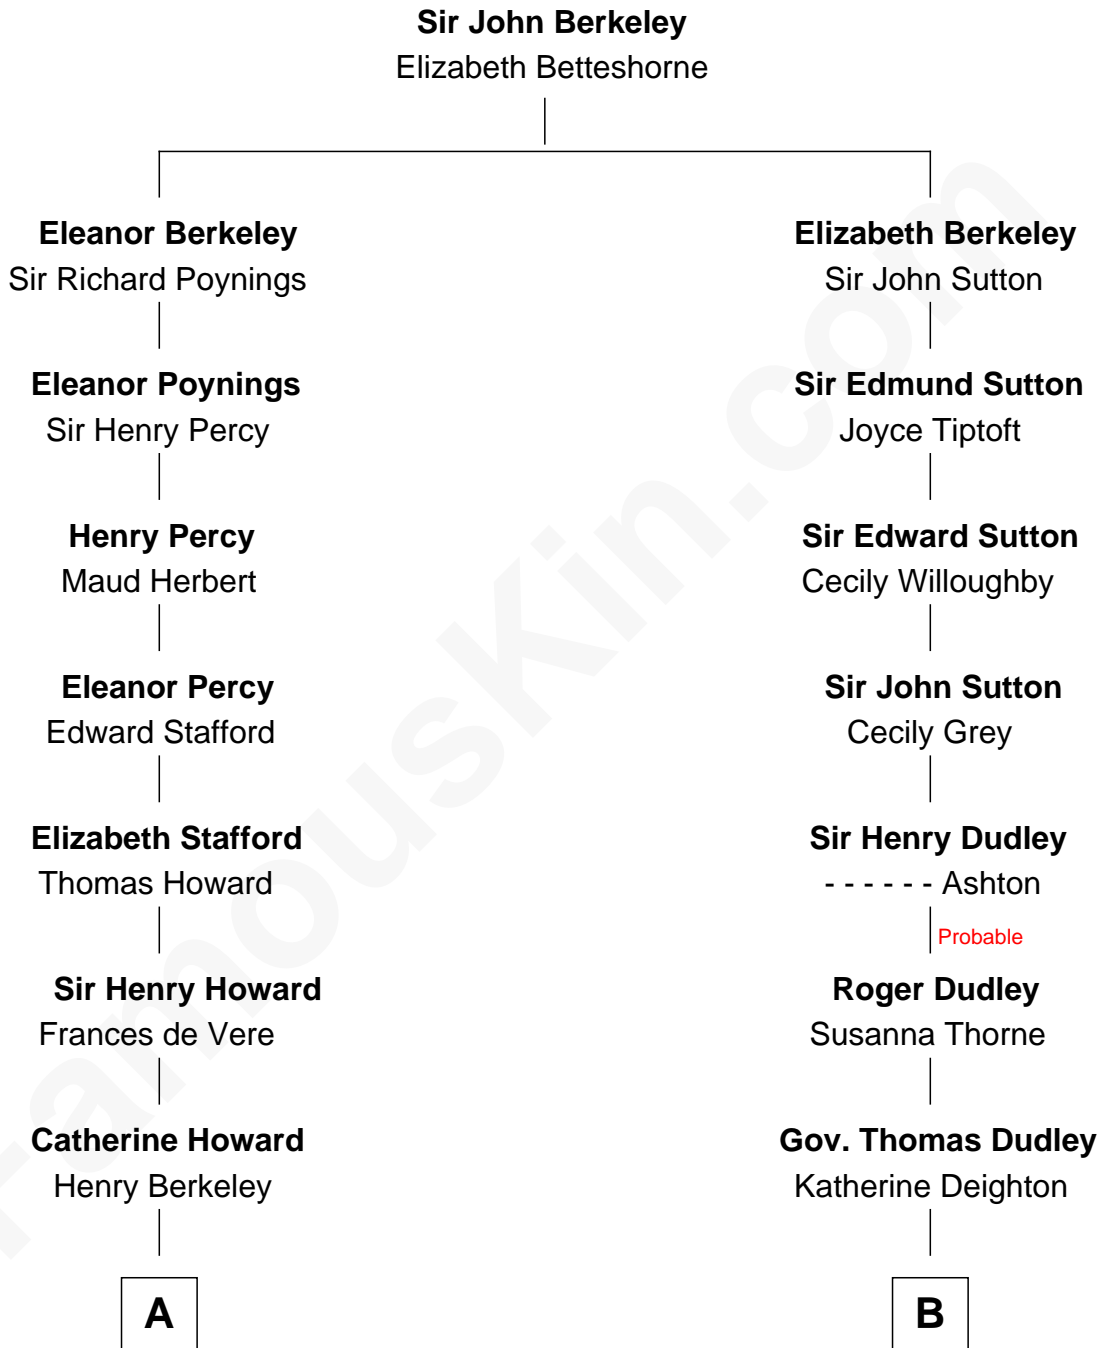 Sir John Berkeley
Elizabeth Betteshorne
Eleanor Berkeley
Sir Richard Poynings
Elizabeth Berkeley
Sir John Sutton
Eleanor Poynings
Sir Henry Percy
Sir Edmund Sutton
Joyce Tiptoft
Henry Percy
Maud Herbert
Sir Edward Sutton
Cecily Willoughby
Eleanor Percy
Edward Stafford
Sir John Sutton
Cecily Grey
Elizabeth Stafford
Thomas Howard
Sir Henry Dudley
- - - - - - Ashton
Probable
Sir Henry Howard
Frances de Vere
Roger Dudley
Susanna Thorne
Catherine Howard
Henry Berkeley
Gov. Thomas Dudley
Katherine Deighton
A
B
FamousKin.com